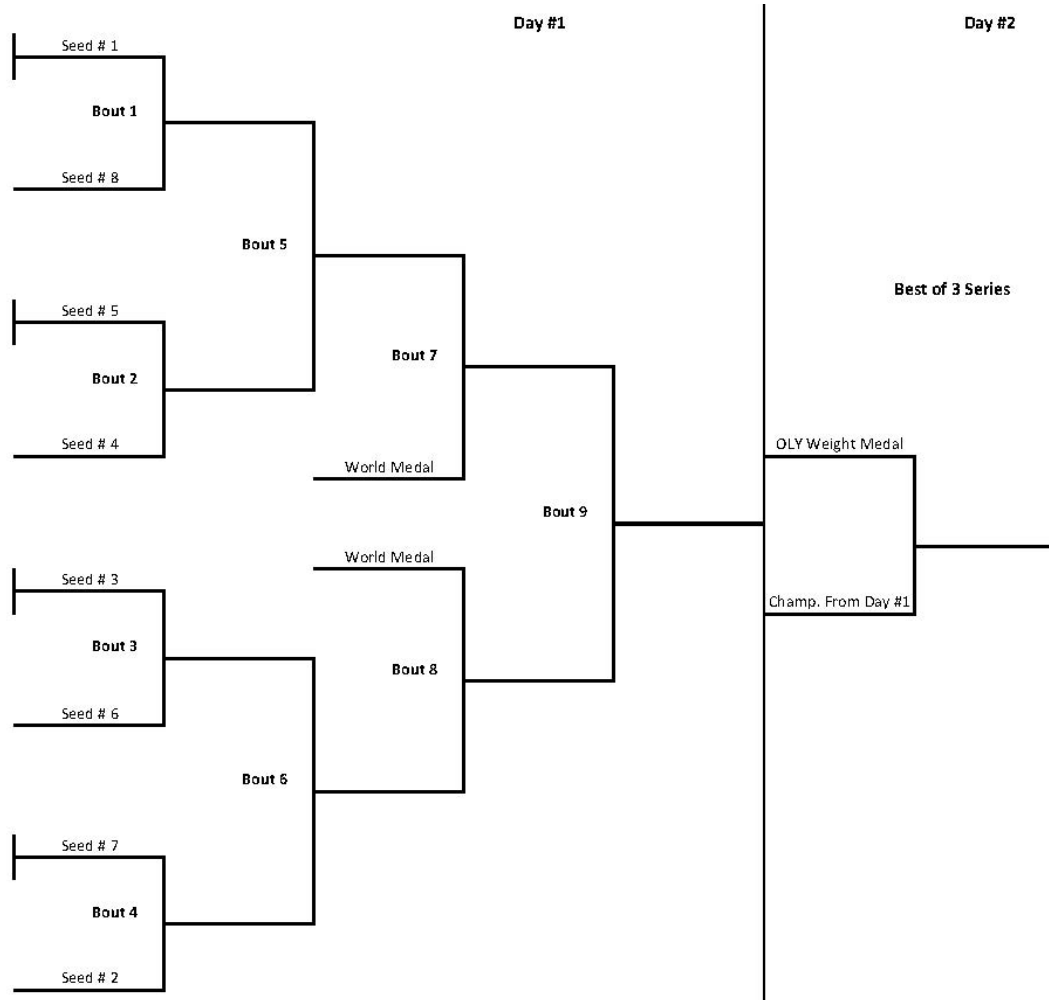 Day #1
Day #2
Seed # 1
Bout 1
Seed # 8
Bout 5
Seed # 5
Bout 2
Seed # 4
Bout 7
World Medal
Bout 9
World Medal
Seed # 3
Bout 3
Seed # 6
Bout 8
Bout 6
Seed # 7
Bout 4
Seed # 2
Best of 3 Series
OLY Weight Medal
Champ. From Day #1